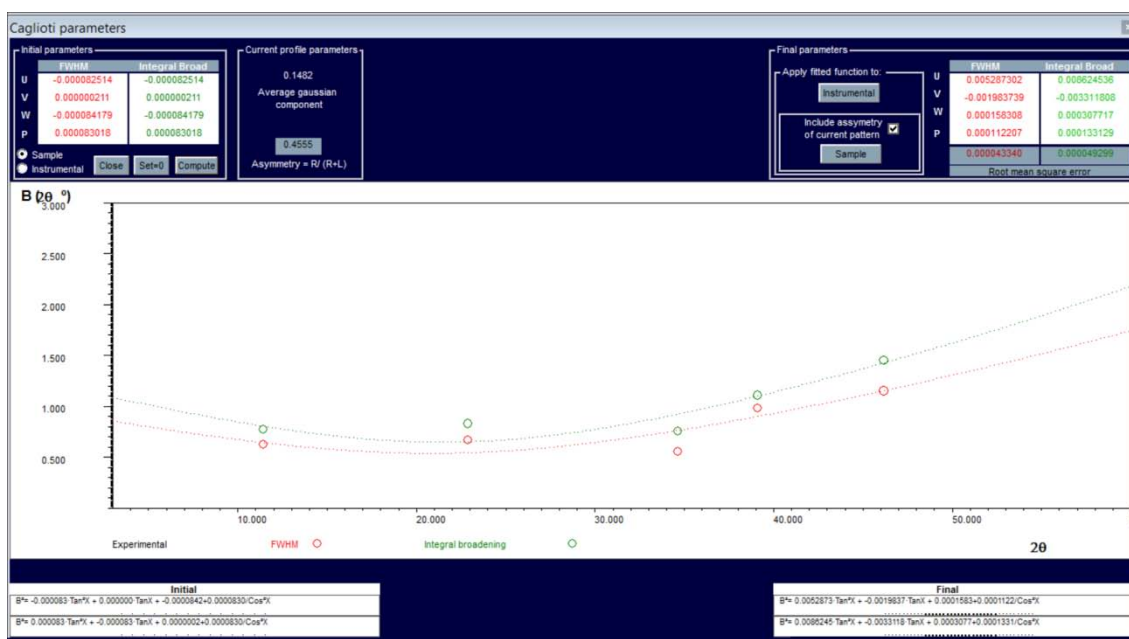 Caglioti parameters
Initial parameters
FWHM Integral Broad
U -0.000082514 -0.000082514
V 0.000000211 0.000000211
W -0.000084179 -0.000084179
P 0.000083018 0.000083018
Sample
Instrumental
Close Set=0 Compute
Current profile parameters
0.1482
Average gaussian
component
0.4555
Asymmetry = R/ (R+L)
Final parameters
Apply fitted function to:
Instrumental
Include assymetry
of current pattern
Sample
FWHM Integral Broad
U 0.005287302 0.008624536
V -0.001983739 -0.003311808
W 0.000158308 0.000307717
P 0.000112207 0.000133129
0.000043340 0.000049299
Root mean square error
B (2θ °)
3.000
2.500
2.000
1.500
1.000
0.500
10.000 20.000 30.000 40.000 50.000
Experimental FWHM Integral broadening 2θ
Initial
B²= -0.000083·Tan²X + 0.000000·TanX + -0.0000842+0.0000830/Cos²X
B²= 0.000083·Tan²X + -0.000083·TanX + 0.0000002+0.0000830/Cos²X
Final
B²= 0.0052873·Tan²X + -0.0019837·TanX + 0.0001583+0.0001122/Cos²X
B²= 0.0086245·Tan²X + -0.0033118·TanX + 0.0003077+0.0001331/Cos²X